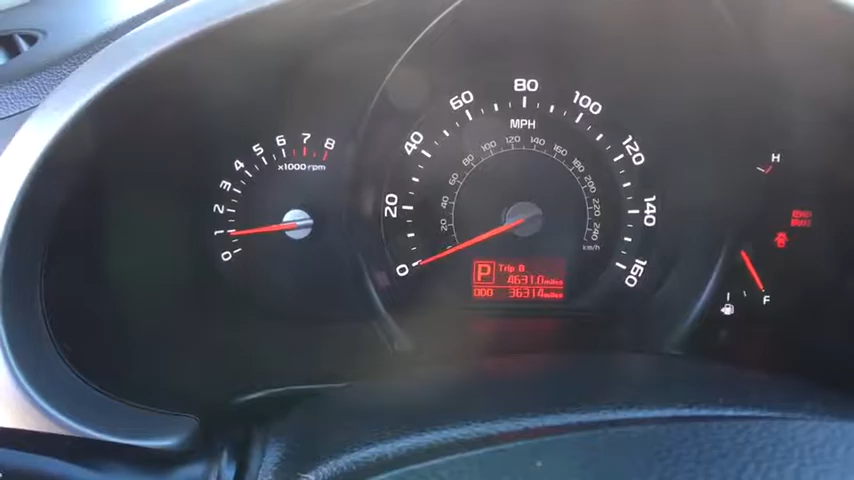 0 1 2 3 4 5 6 7 8
x1000 rpm
0 20 40 60 80 100 120 140 160
MPH
20 40 60 80 100 120 140 160 180 200 220 240
km/h
P
Trip B
4631.0 miles
ODO 36314 miles
H
F